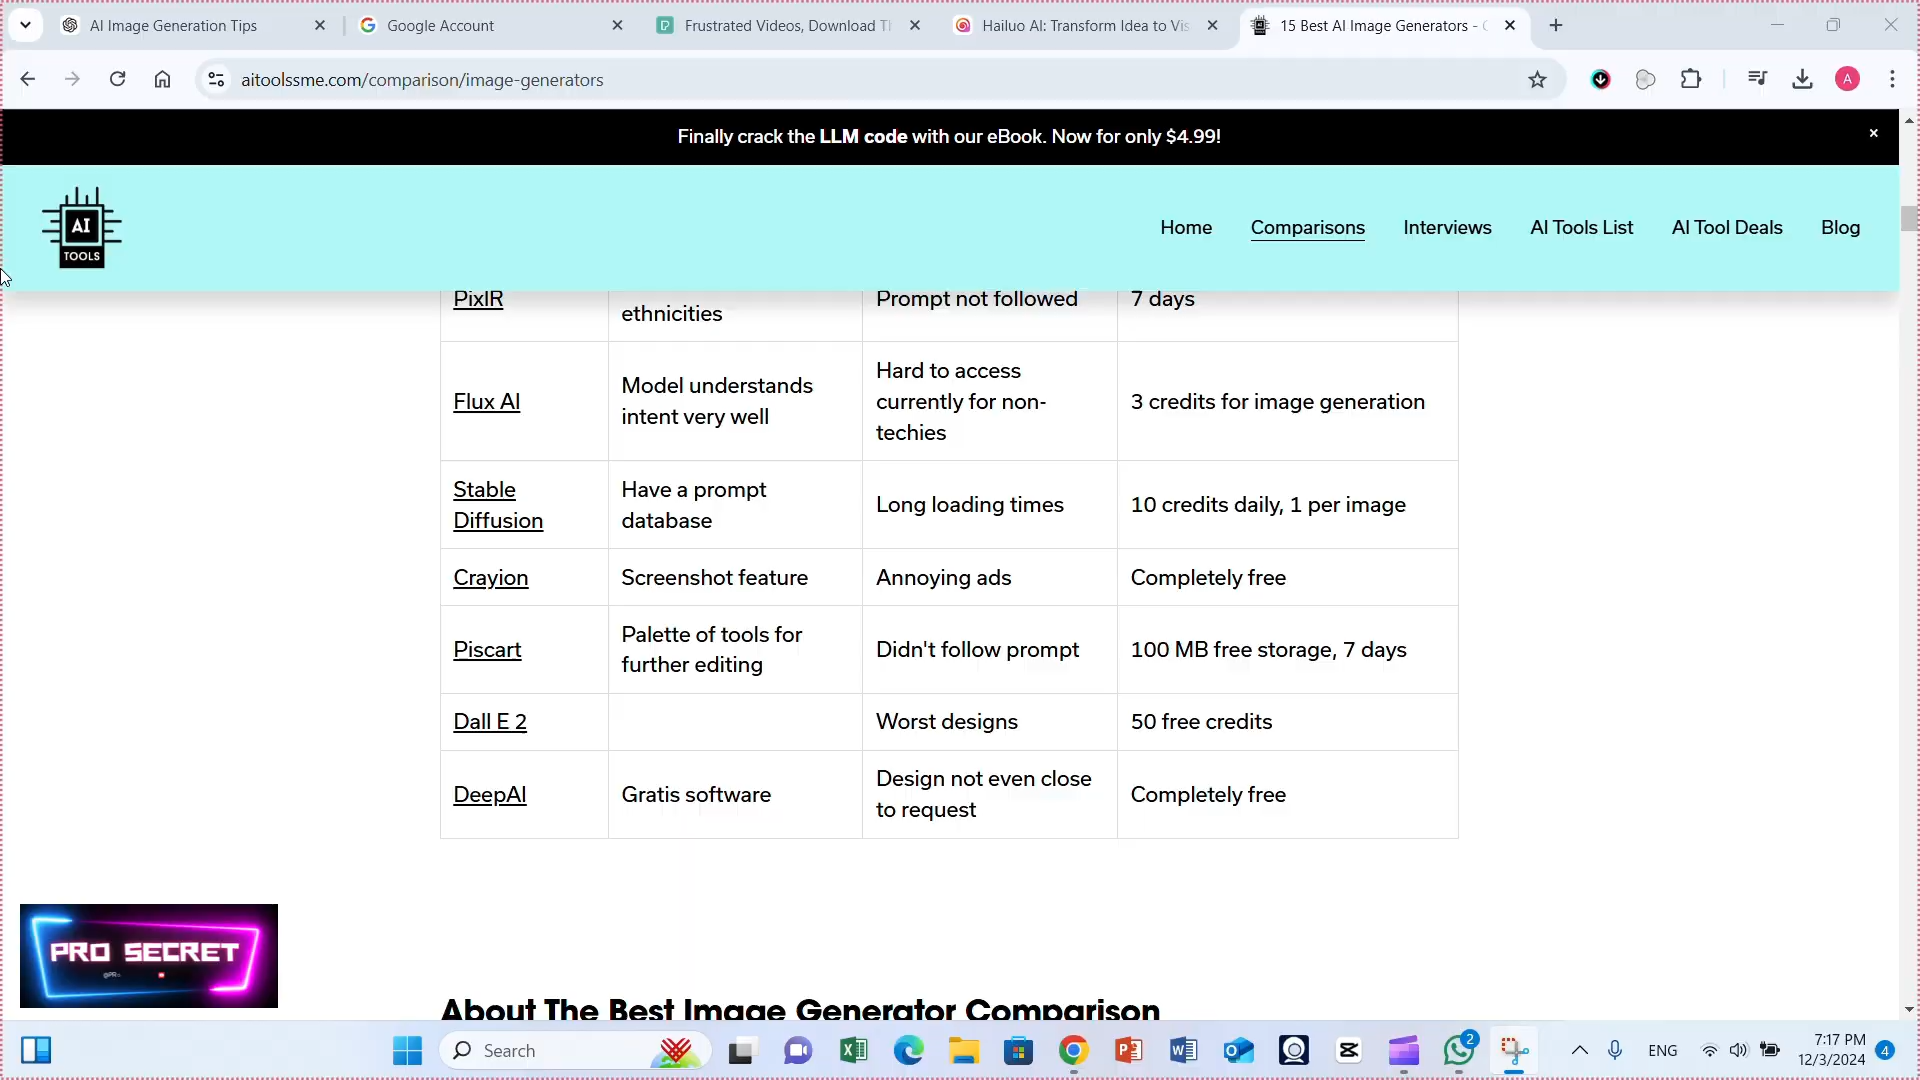 AI Image Generation Tips
Google Account
Frustrated Videos, Download Th
Hailuo AI: Transform Idea to Vis
15 Best AI Image Generators - C
aitoolssme.com/comparison/image-generators
A
Finally crack the LLM code with our eBook. Now for only $4.99!
AI
TOOLS
Home
Comparisons
Interviews
AI Tools List
AI Tool Deals
Blog
PixlR
ethnicities
Prompt not followed
7 days
Flux AI
Model understands
intent very well
Hard to access
currently for non-
techies
3 credits for image generation
Stable
Diffusion
Have a prompt
database
Long loading times
10 credits daily, 1 per image
Crayion
Screenshot feature
Annoying ads
Completely free
Piscart
Palette of tools for
further editing
Didn't follow prompt
100 MB free storage, 7 days
Dall E 2
Worst designs
50 free credits
DeepAI
Gratis software
Design not even close
to request
Completely free
PRO SECRET
About The Best Image Generator Comparison
Search
2
ENG
7:17 PM
12/3/2024
4